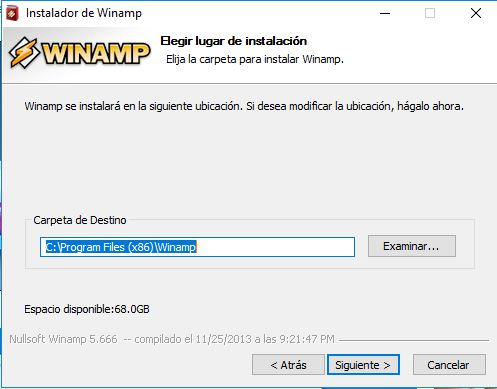 Instalador de Winamp
WINAMP
Elegir lugar de instalación
Elija la carpeta para instalar Winamp.
Winamp se instalará en la siguiente ubicación. Si desea modificar la ubicación, hágalo ahora.
Carpeta de Destino
C:\Program Files (x86)\Winamp
Examinar...
Espacio disponible:68.0GB
Nullsoft Winamp 5.666 -- compilado el 11/25/2013 a las 9:21:47 PM
< Atrás
Siguiente >
Cancelar